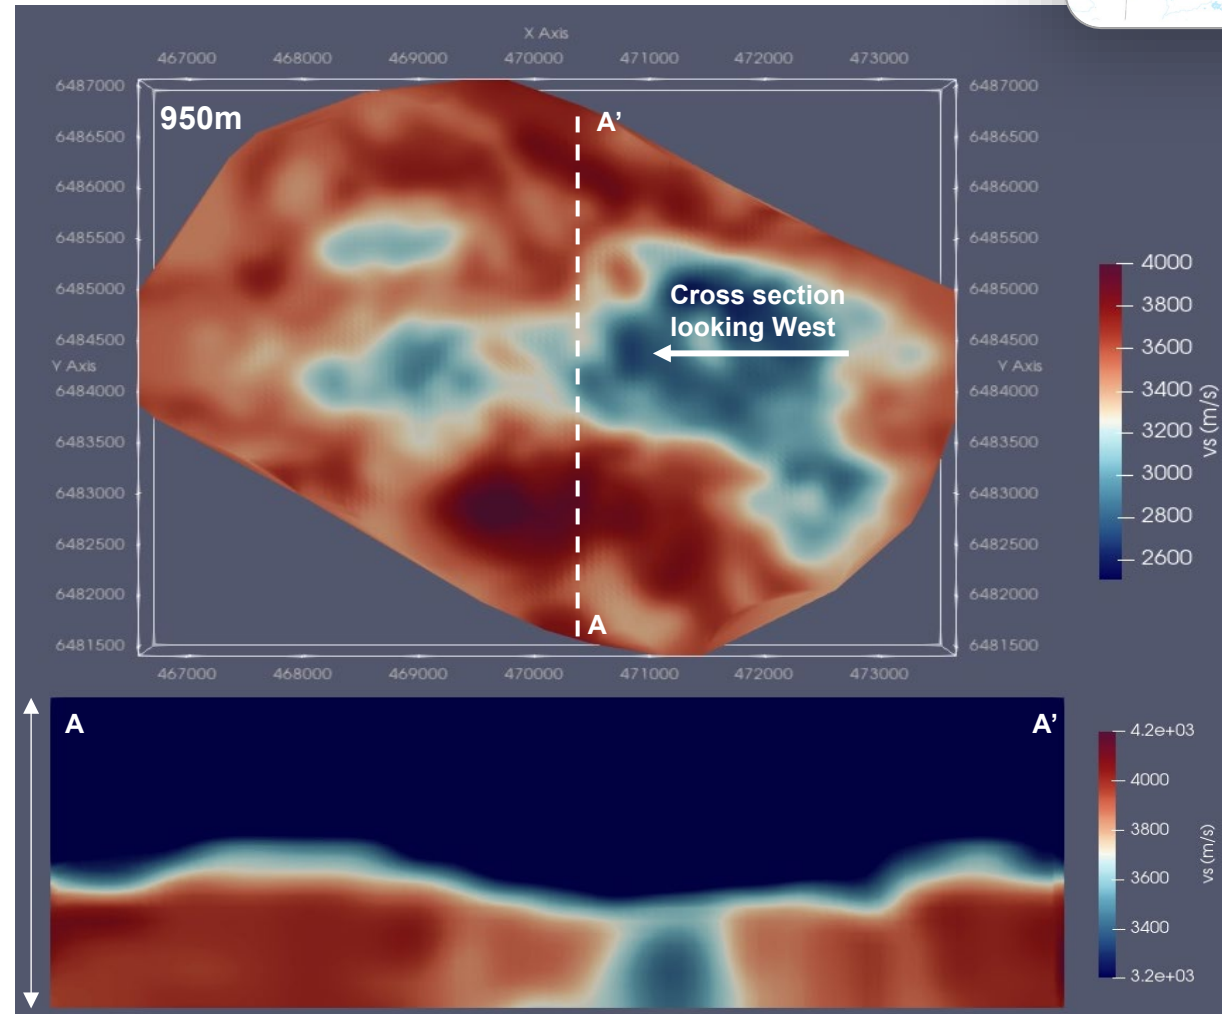 X Axis
467000 468000 469000 470000 471000 472000 473000
6487000 6487000
950m A’
6486500 6486500
6486000 6486000
6485500 6485500
6485000 6485000
Cross section
looking West
6484500 6484500
Y Axis Y Axis
6484000 6484000
6483500 6483500
6483000 6483000
6482500 6482500
6482000 6482000
A
6481500 6481500
467000 468000 469000 470000 471000 472000 473000
4000
3800
3600
3400
3200
3000
2800
2600
vs (m/s)
A A’
4.2e+03
4000
3800
3600
3400
3.2e+03
vs (m/s)